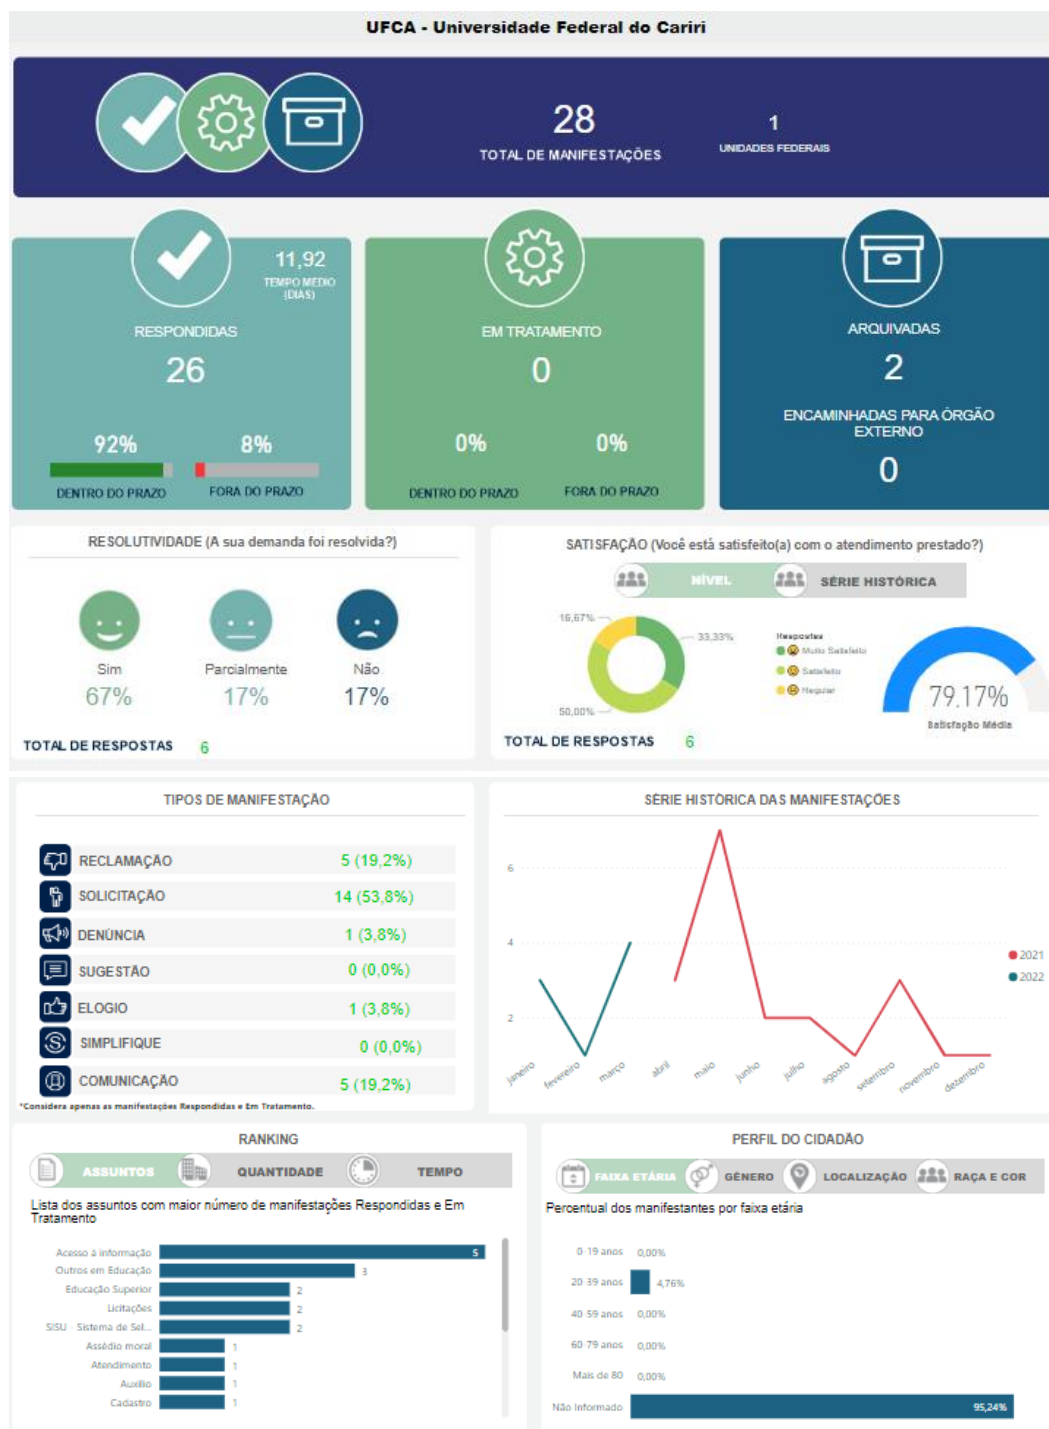 UFCA - Universidade Federal do Cariri
28
TOTAL DE MANIFESTAÇÕES
1
UNIDADES FEDERAIS
11,92
TEMPO MÉDIO
(DIAS)
RESPONDIDAS
26
92%
8%
DENTRO DO PRAZO
FORA DO PRAZO
EM TRATAMENTO
0
0%
0%
DENTRO DO PRAZO
FORA DO PRAZO
ARQUIVADAS
2
ENCAMINHADAS PARA ÓRGÃO
EXTERNO
0
RESOLUTIVIDADE (A sua demanda foi resolvida?)
Sim
67%
Parcialmente
17%
Não
17%
TOTAL DE RESPOSTAS 6
SATISFAÇÃO (Você está satisfeito(a) com o atendimento prestado?)
NÍVEL
SÉRIE HISTÓRICA
16,67%
33,33%
50,00%
Respostas
Muito Satisfeito
Satisfeito
Regular
79,17%
Satisfação Média
TOTAL DE RESPOSTAS 6
TIPOS DE MANIFESTAÇÃO
RECLAMAÇÃO 5 (19,2%)
SOLICITAÇÃO 14 (53,8%)
DENÚNCIA 1 (3,8%)
SUGESTÃO 0 (0,0%)
ELOGIO 1 (3,8%)
SIMPLIFIQUE 0 (0,0%)
COMUNICAÇÃO 5 (19,2%)
*Considera apenas as manifestações Respondidas e Em Tratamento.
SÉRIE HISTÓRICA DAS MANIFESTAÇÕES
6
4
2
2021
2022
janeiro
fevereiro
março
abril
maio
junho
julho
agosto
setembro
novembro
dezembro
RANKING
ASSUNTOS
QUANTIDADE
TEMPO
Lista dos assuntos com maior número de manifestações Respondidas e Em
Tratamento
Acesso à informação 5
Outros em Educação 3
Educação Superior 2
Licitações 2
SISU - Sistema de Sel... 2
Assédio moral 1
Atendimento 1
Auxílio 1
Cadastro 1
PERFIL DO CIDADÃO
FAIXA ETÁRIA
GÊNERO
LOCALIZAÇÃO
RAÇA E COR
Percentual dos manifestantes por faixa etária
0-19 anos 0,00%
20-39 anos 4,76%
40-59 anos 0,00%
60-79 anos 0,00%
Mais de 80 0,00%
Não Informado 95,24%